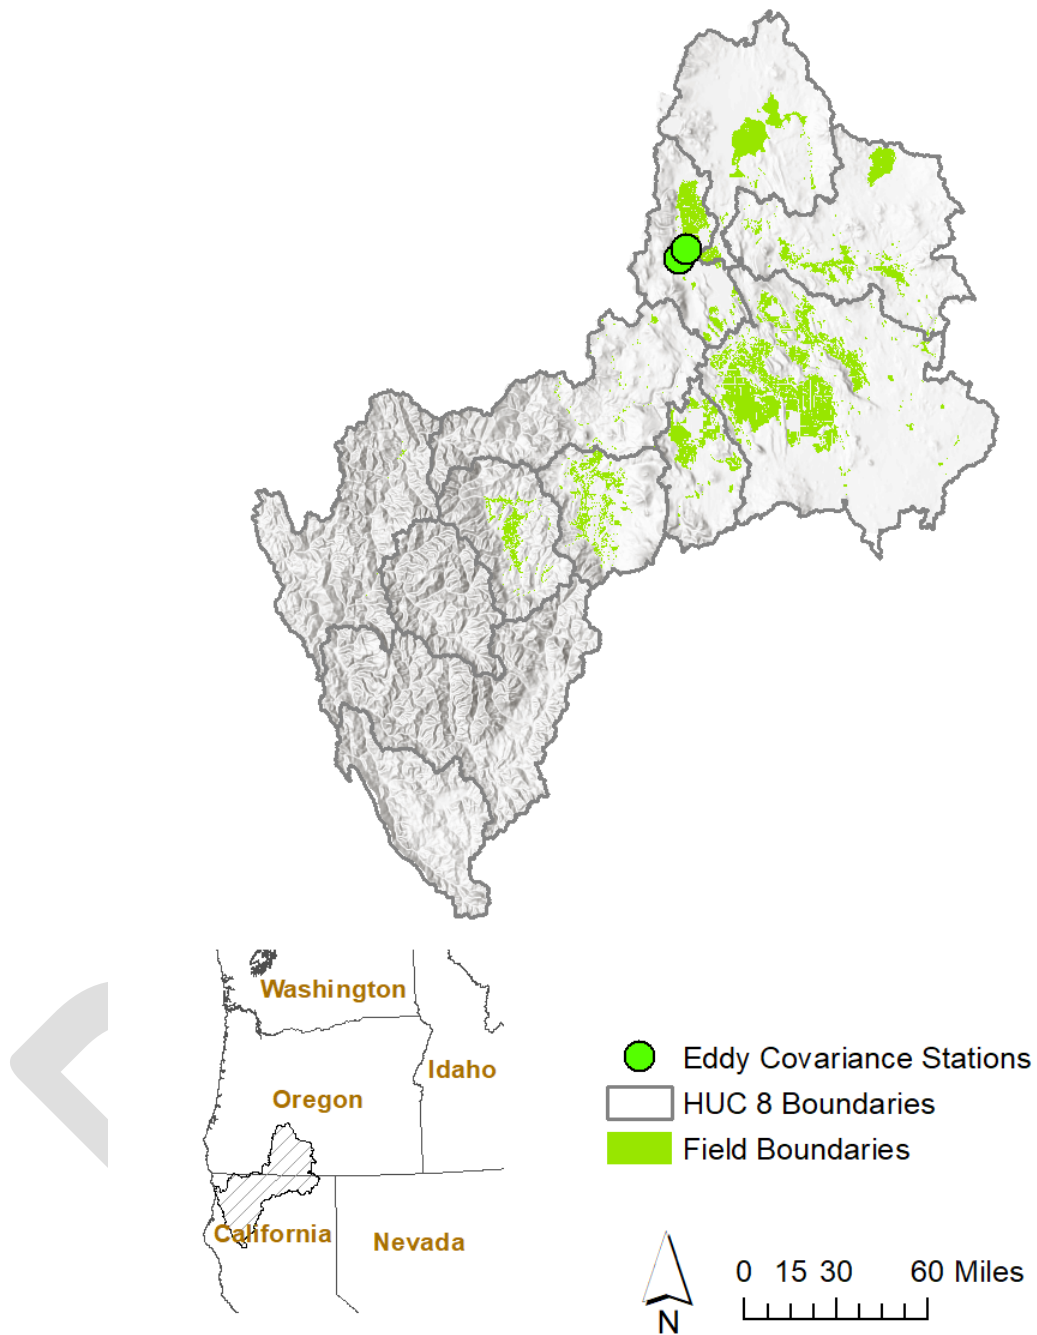 Washington
Idaho
Oregon
California
Nevada
Eddy Covariance Stations
HUC 8 Boundaries
Field Boundaries
N
0 15 30 60 Miles